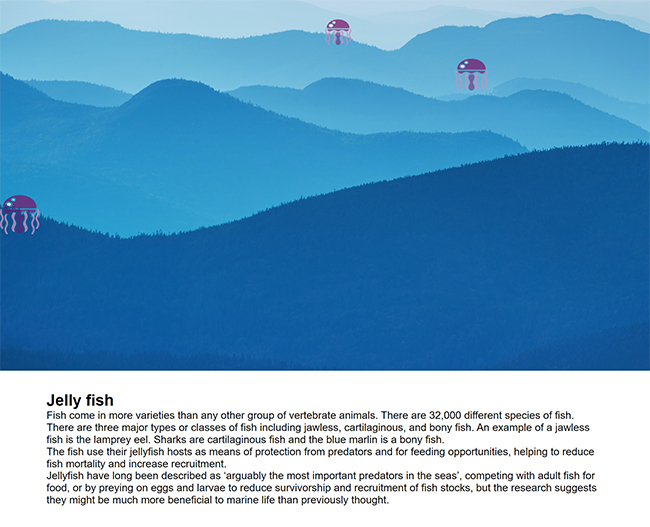 Jelly fish
Fish come in more varieties than any other group of vertebrate animals. There are 32,000 different species of fish.
There are three major types or classes of fish including jawless, cartilaginous, and bony fish. An example of a jawless
fish is the lamprey eel. Sharks are cartilaginous fish and the blue marlin is a bony fish.
The fish use their jellyfish hosts as means of protection from predators and for feeding opportunities, helping to reduce
fish mortality and increase recruitment.
Jellyfish have long been described as ‘arguably the most important predators in the seas’, competing with adult fish for
food, or by preying on eggs and larvae to reduce survivorship and recruitment of fish stocks, but the research suggests
they might be much more beneficial to marine life than previously thought.